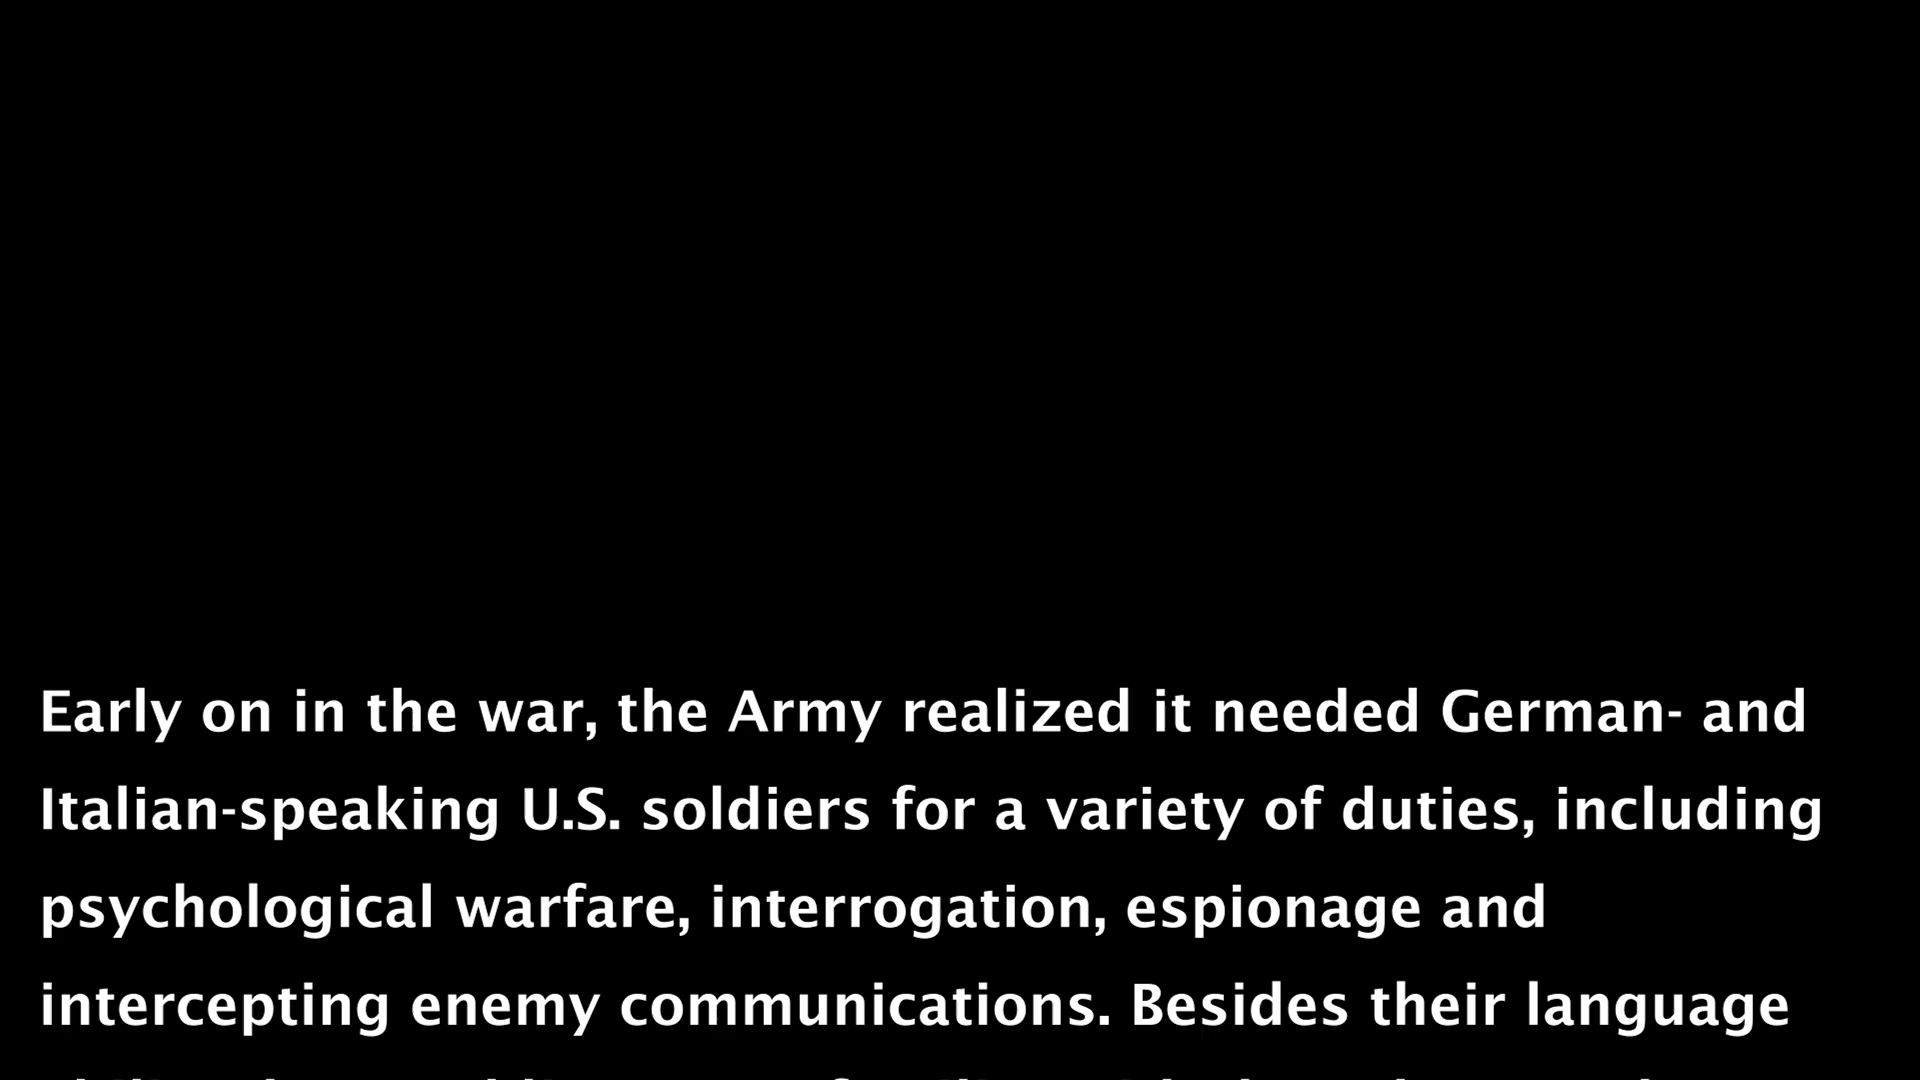 Early on in the war, the Army realized it needed German- and
Italian-speaking U.S. soldiers for a variety of duties, including
psychological warfare, interrogation, espionage and
intercepting enemy communications. Besides their language